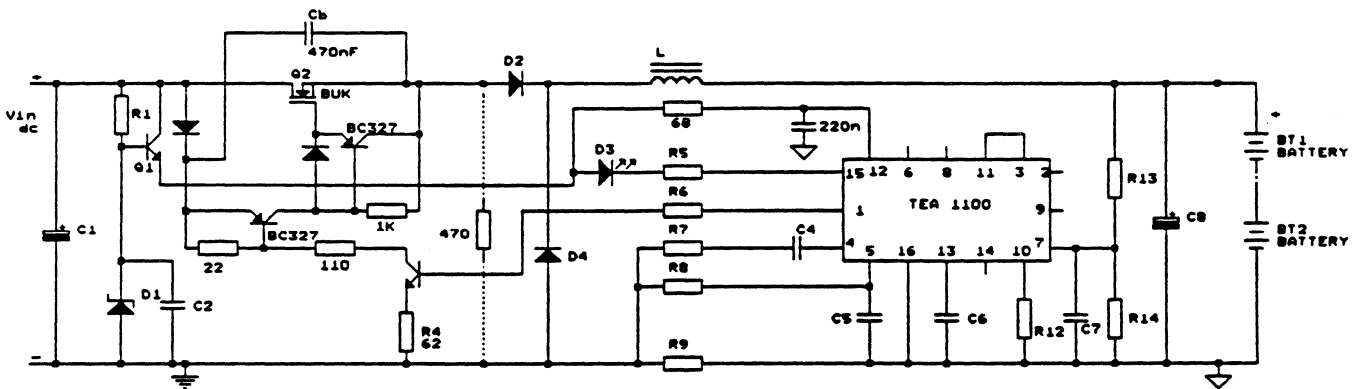 Cb
470nF
+
Q2
D2
L
BUK
R1
Vin
dc
BC327
68
220n
+
BT1
BATTERY
D3
Q1
R5
15 12 6 8 11 3 2
R13
R6
TEA 1100
1
9
1K
BC327
470
R7
C4
C8
+
C1
+
BT2
BATTERY
4
5 16 13 14 10 7
22
110
D4
R8
D1
C2
C5
C6
R12
C7
R14
R4
62
R9
-